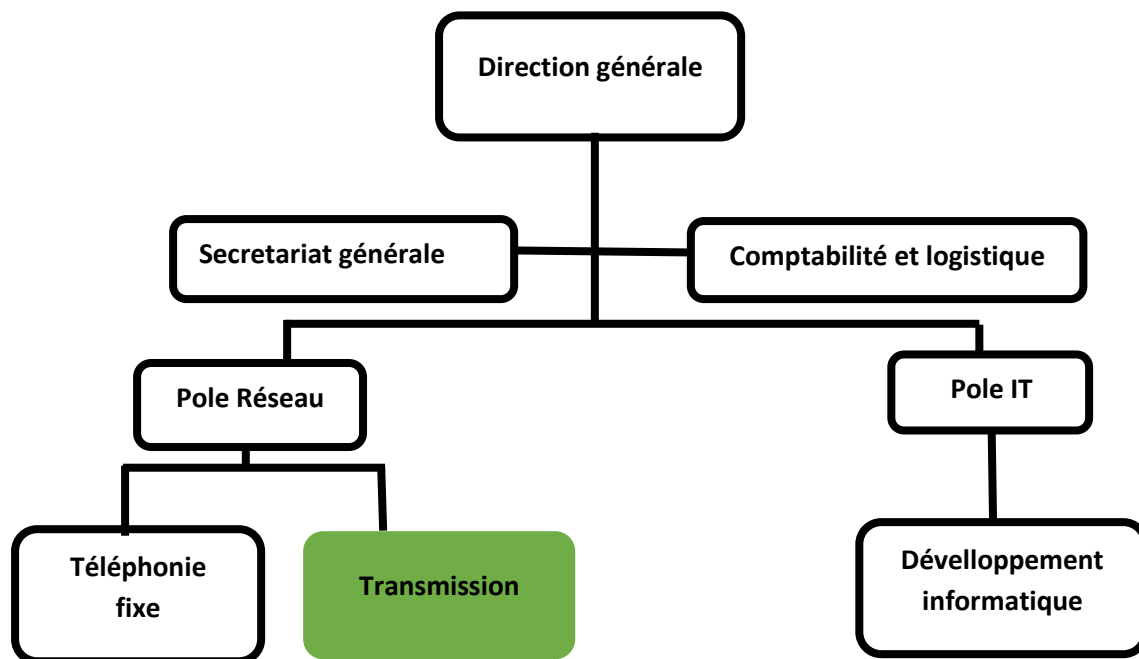 Direction générale
Secretariat générale
Comptabilité et logistique
Pole Réseau
Pole IT
Téléphonie
fixe
Transmission
Dévelloppement
informatique